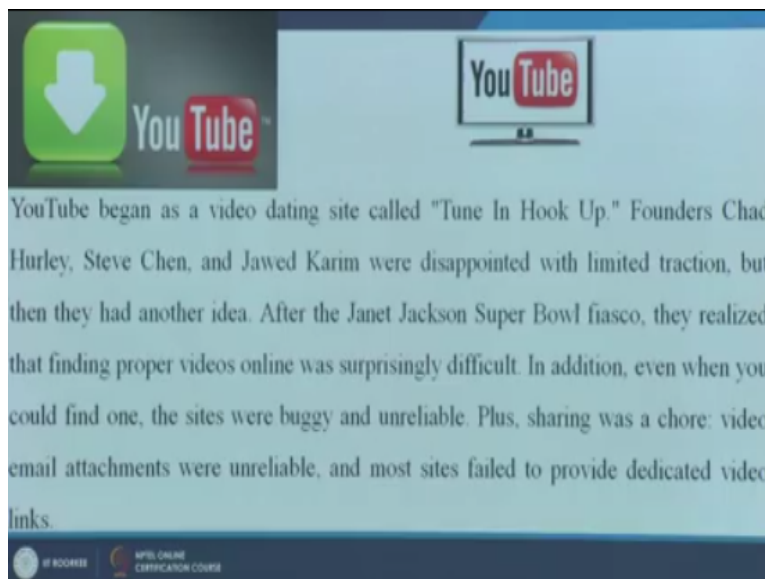 YouTube™
YouTube
YouTube began as a video dating site called "Tune In Hook Up." Founders Chad
Hurley, Steve Chen, and Jawed Karim were disappointed with limited traction, but
then they had another idea. After the Janet Jackson Super Bowl fiasco, they realized
that finding proper videos online was surprisingly difficult. In addition, even when you
could find one, the sites were buggy and unreliable. Plus, sharing was a chore: video
email attachments were unreliable, and most sites failed to provide dedicated video
links.
IIT ROORKEE
NPTEL ONLINE
CERTIFICATION COURSE